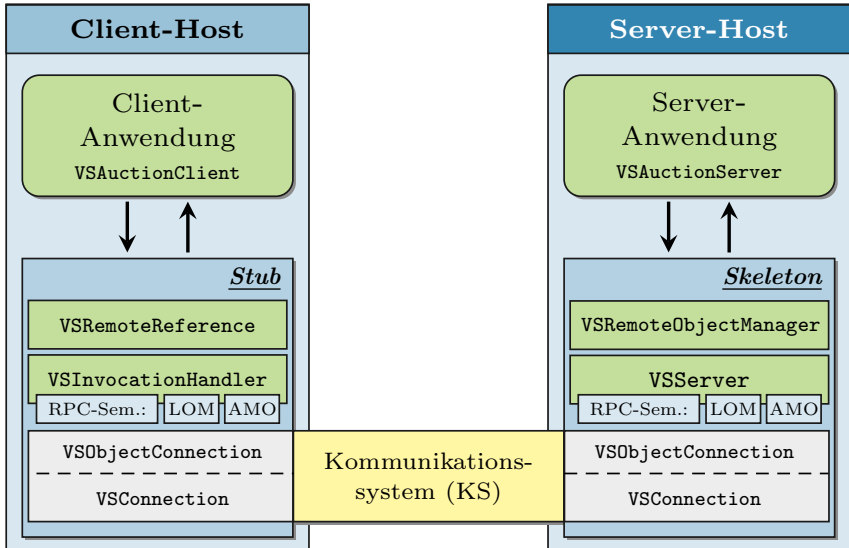 Client-Host
Client-
Anwendung
VSAuctionClient
Stub
VSRemoteReference
VSInvocationHandler
RPC-Sem.: LOM AMO
VSObjectConnection
VSConnection
Kommunikations-
system (KS)
Server-Host
Server-
Anwendung
VSAuctionServer
Skeleton
VSRemoteObjectManager
VSServer
RPC-Sem.: LOM AMO
VSObjectConnection
VSConnection